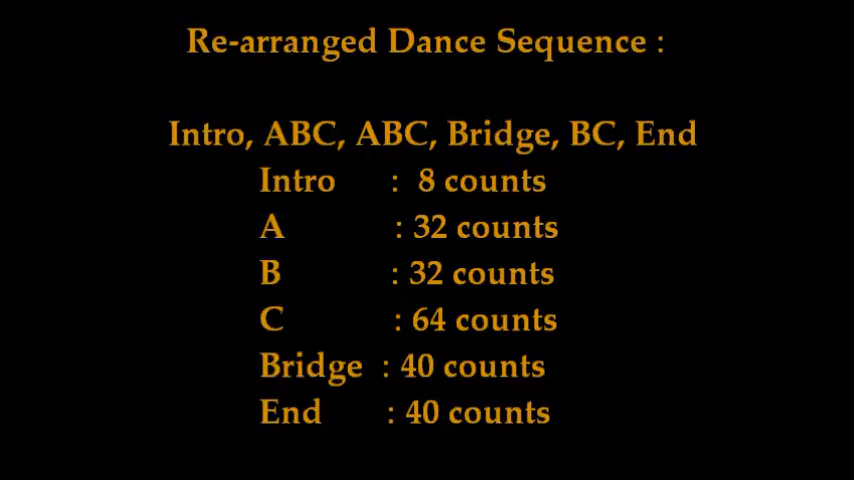 Re-arranged Dance Sequence :
Intro, ABC, ABC, Bridge, BC, End
Intro : 8 counts
A : 32 counts
B : 32 counts
C : 64 counts
Bridge : 40 counts
End : 40 counts